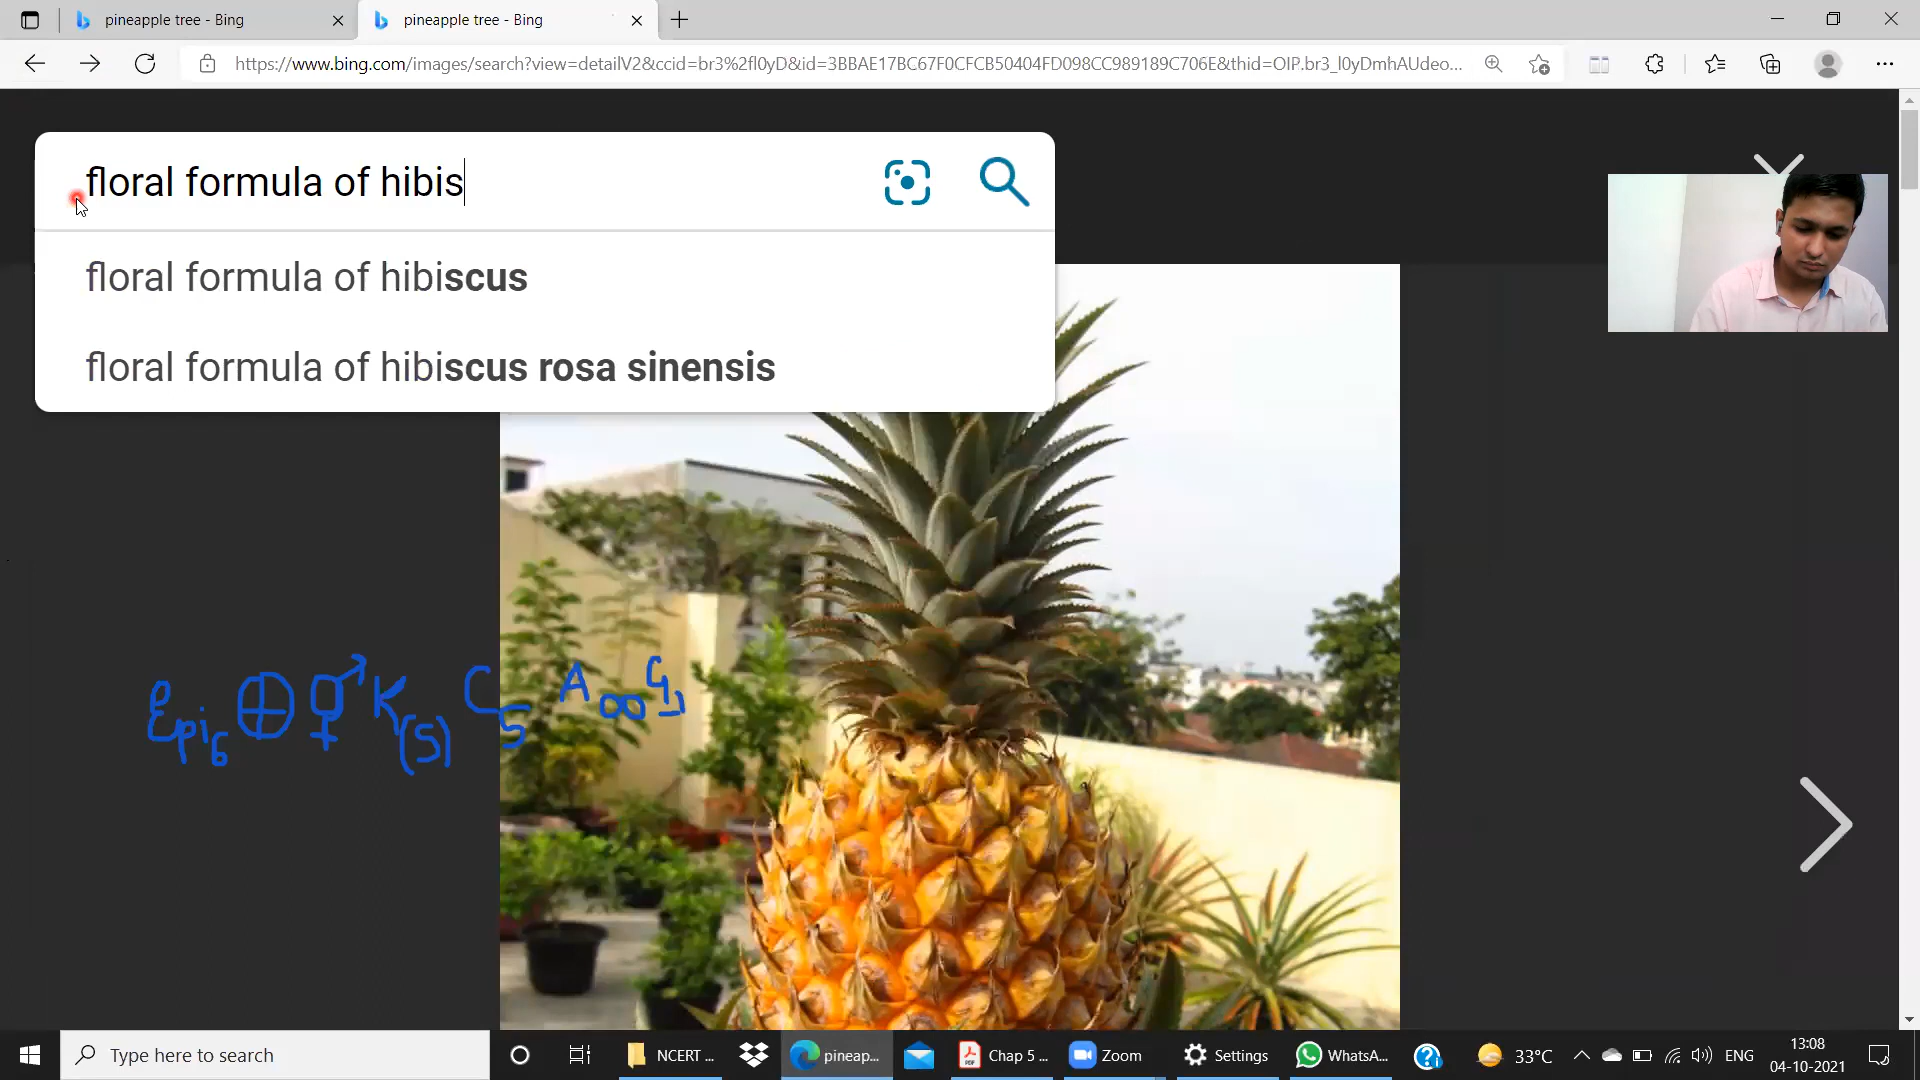 pineapple tree - Bing
pineapple tree - Bing
https://www.bing.com/images/search?view=detailV2&ccid=br3%2fl0yD&id=3BBAE17BC67F0CFCB50404FD098CC989189C706E&thid=OIP.br3_l0yDmhAUdeo...
floral formula of hibis
floral formula of hibiscus
floral formula of hibiscus rosa sinensis
Epi6 ⊕ ⚥ K(5) C5 A∞ G1
Type here to search
NCERT ...
pineap...
Chap 5 ...
Zoom
Settings
WhatsA...
33°C
ENG
13:08
04-10-2021